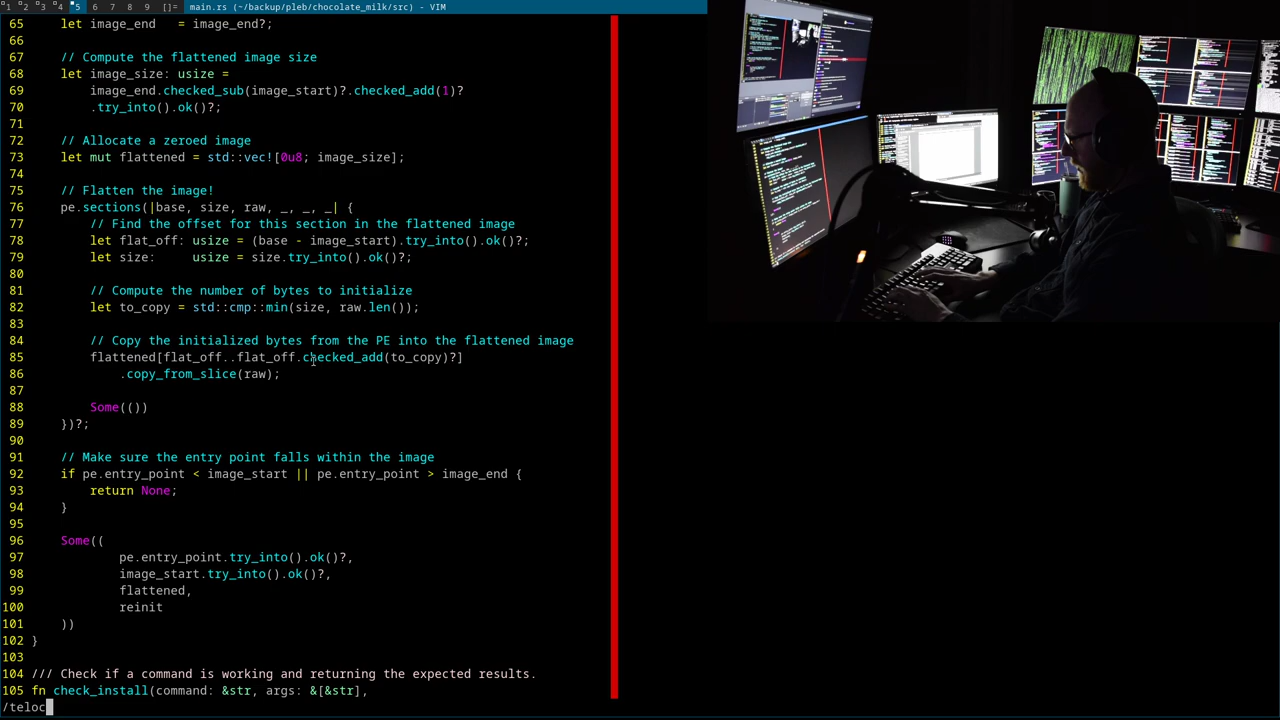 1 2 3 4 5 6 7 8 9 []= main.rs (~/backup/pleb/chocolate_milk/src) - VIM
65     let image_end   = image_end?;
66
67     // Compute the flattened image size
68     let image_size: usize =
69         image_end.checked_sub(image_start)?.checked_add(1)?
70         .try_into().ok()?;
71
72     // Allocate a zeroed image
73     let mut flattened = std::vec![0u8; image_size];
74
75     // Flatten the image!
76     pe.sections(|base, size, raw, _, _, _| {
77         // Find the offset for this section in the flattened image
78         let flat_off: usize = (base - image_start).try_into().ok()?;
79         let size:     usize = size.try_into().ok()?;
80
81         // Compute the number of bytes to initialize
82         let to_copy = std::cmp::min(size, raw.len());
83
84         // Copy the initialized bytes from the PE into the flattened image
85         flattened[flat_off..flat_off.checked_add(to_copy)?]
86             .copy_from_slice(raw);
87
88         Some(())
89     })?;
90
91     // Make sure the entry point falls within the image
92     if pe.entry_point < image_start || pe.entry_point > image_end {
93         return None;
94     }
95
96     Some((
97             pe.entry_point.try_into().ok()?,
98             image_start.try_into().ok()?,
99             flattened,
100             reinit
101     ))
102 }
103
104 /// Check if a command is working and returning the expected results.
105 fn check_install(command: &str, args: &[&str],
/teloc